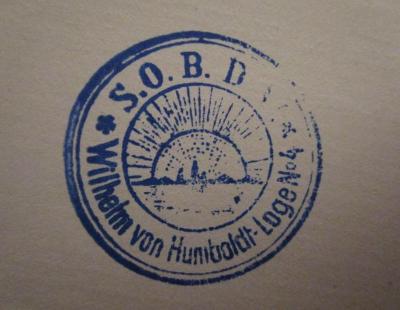 * S.O.B.D *
Wilhelm von Humboldt-Loge No 4